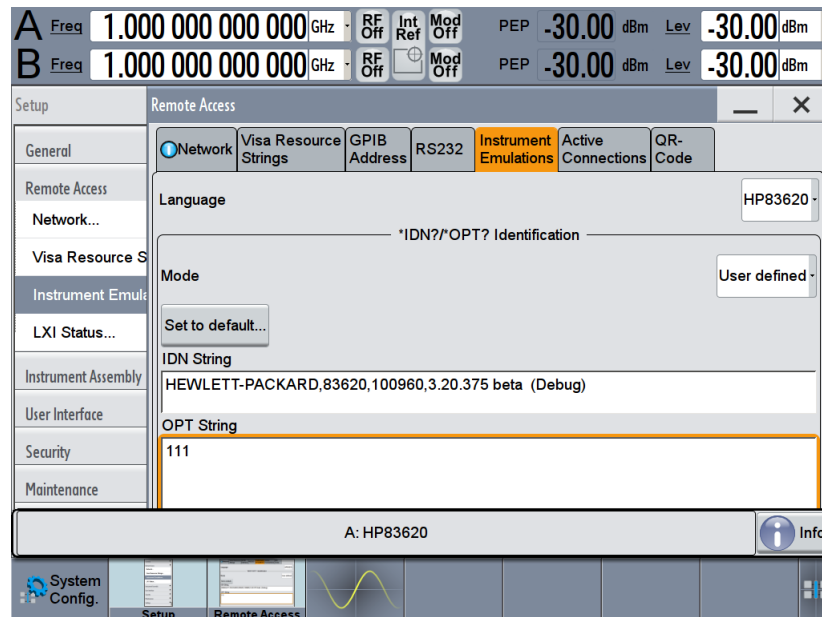 A Freq 1.000 000 000 000 GHz RF Off Int Ref Mod Off PEP -30.00 dBm Lev -30.00 dBm
B Freq 1.000 000 000 000 GHz RF Off Mod Off PEP -30.00 dBm Lev -30.00 dBm
Setup
Remote Access
General
Remote Access
Network...
Visa Resource S
Instrument Emula
LXI Status...
Instrument Assembly
User Interface
Security
Maintenance
Network
Visa Resource Strings
GPIB Address
RS232
Instrument Emulations
Active Connections
QR-Code
Language
HP83620
*IDN?/*OPT? Identification
Mode
User defined
Set to default...
IDN String
HEWLETT-PACKARD,83620,100960,3.20.375 beta (Debug)
OPT String
111
A: HP83620
Info
System Config.
Setup
Remote Access